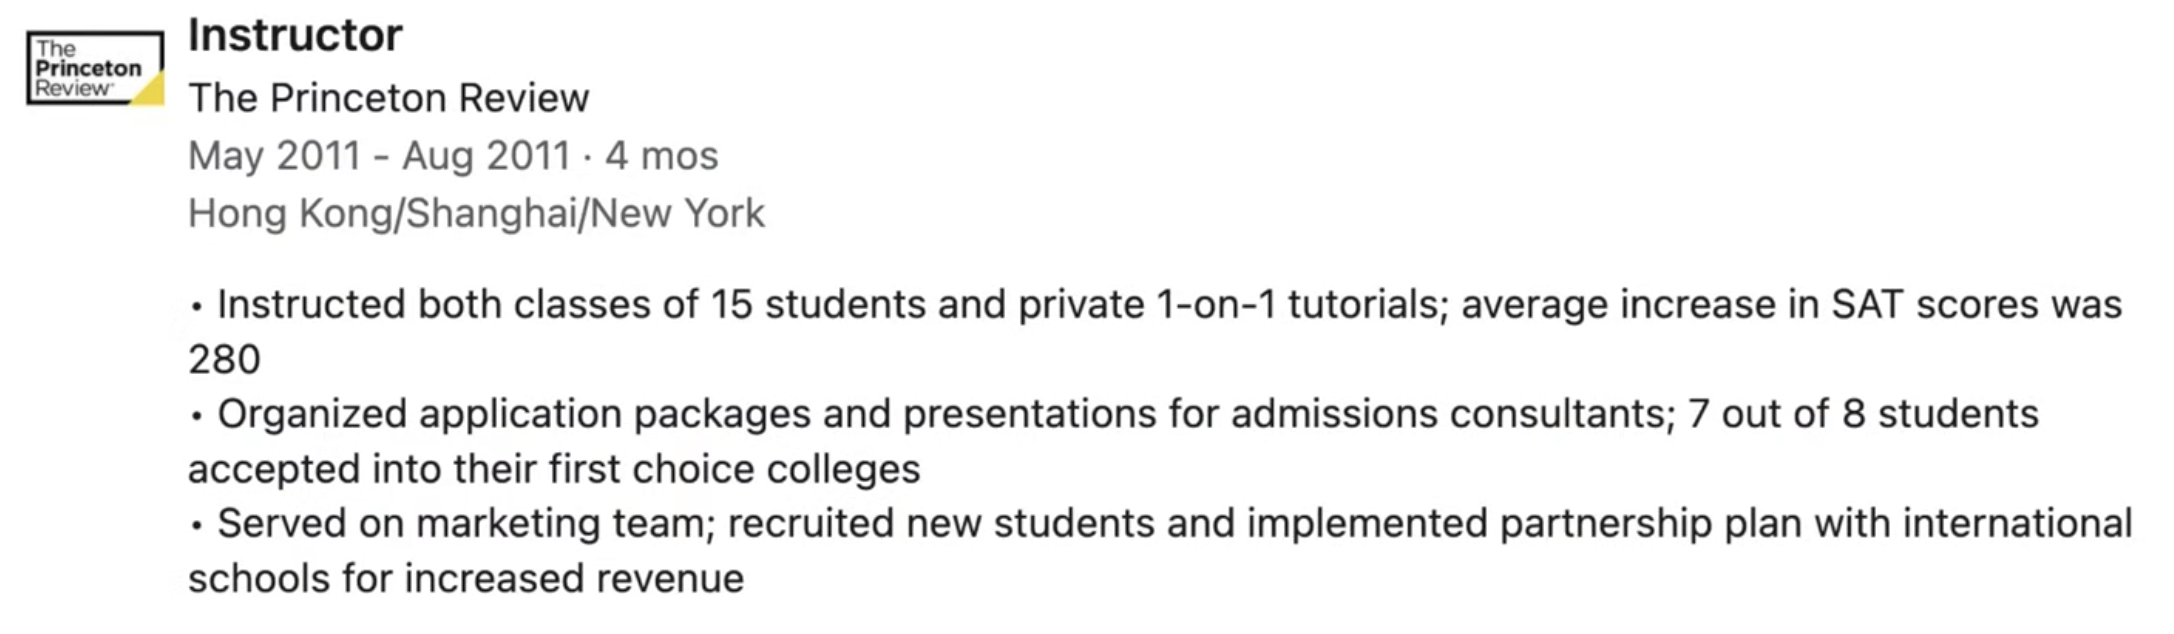 The
Princeton
Review
Instructor
The Princeton Review
May 2011 - Aug 2011 · 4 mos
Hong Kong/Shanghai/New York
• Instructed both classes of 15 students and private 1-on-1 tutorials; average increase in SAT scores was
280
• Organized application packages and presentations for admissions consultants; 7 out of 8 students
accepted into their first choice colleges
• Served on marketing team; recruited new students and implemented partnership plan with international
schools for increased revenue